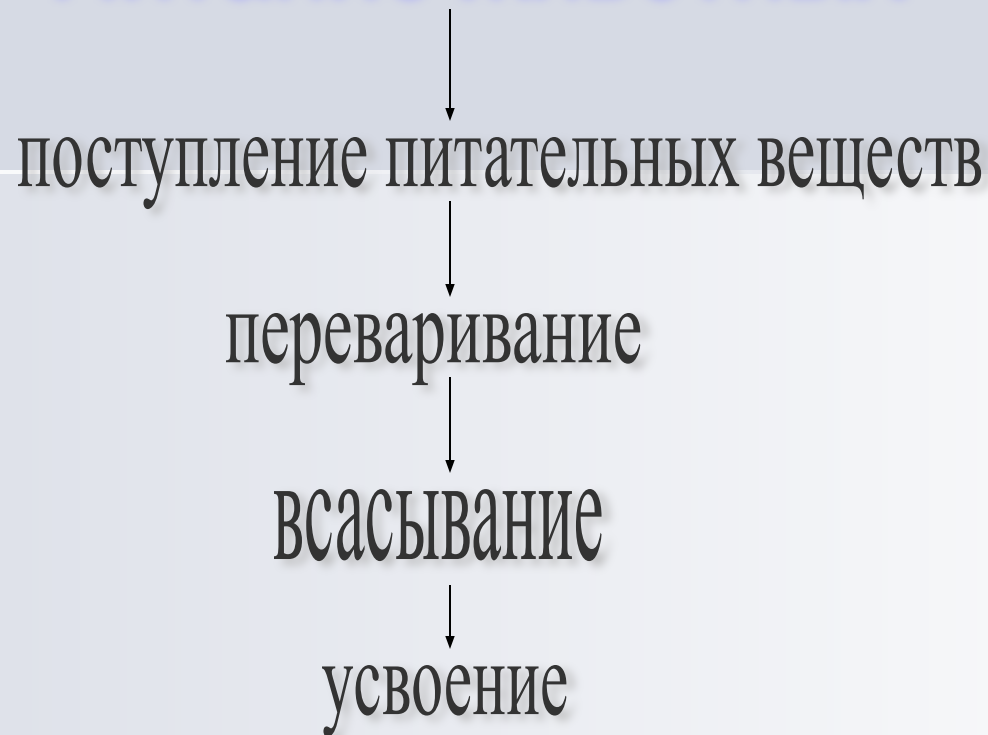 поступление питательных веществ
переваривание
всасывание
усвоение